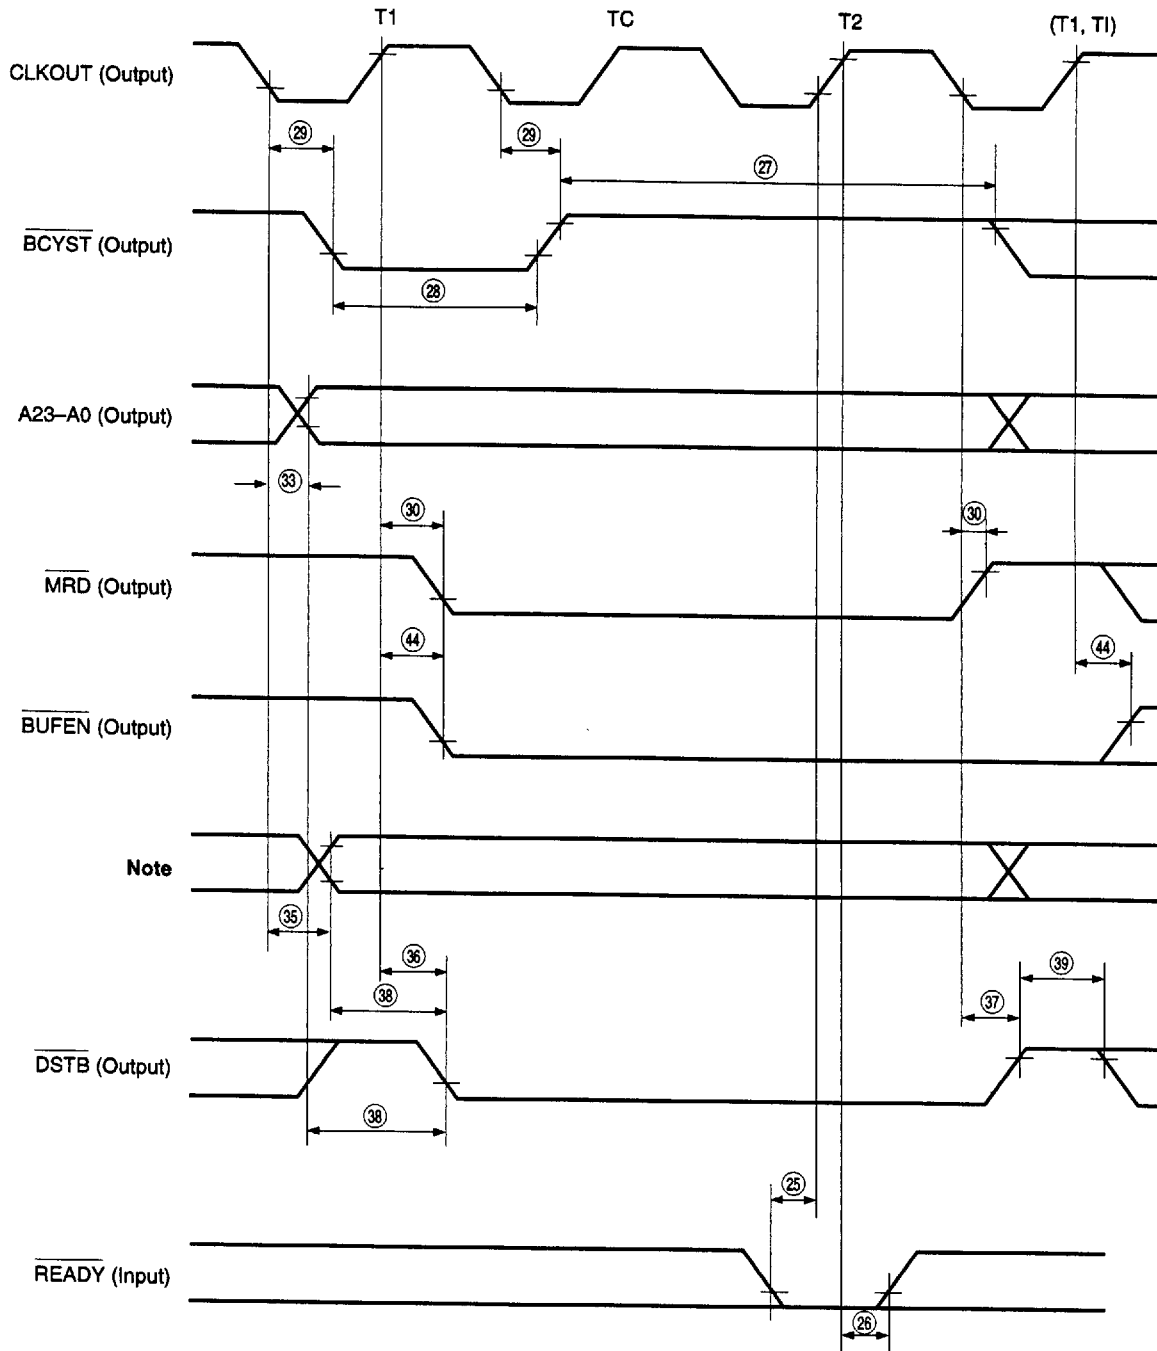 T1 TC T2 (T1, TI)
CLKOUT (Output)
29 29
27
BCYST (Output)
28
A23–A0 (Output)
33
30 30
MRD (Output)
44 44
BUFEN (Output)
Note
35
36 39
38 37
DSTB (Output)
38
25
READY (Input)
26